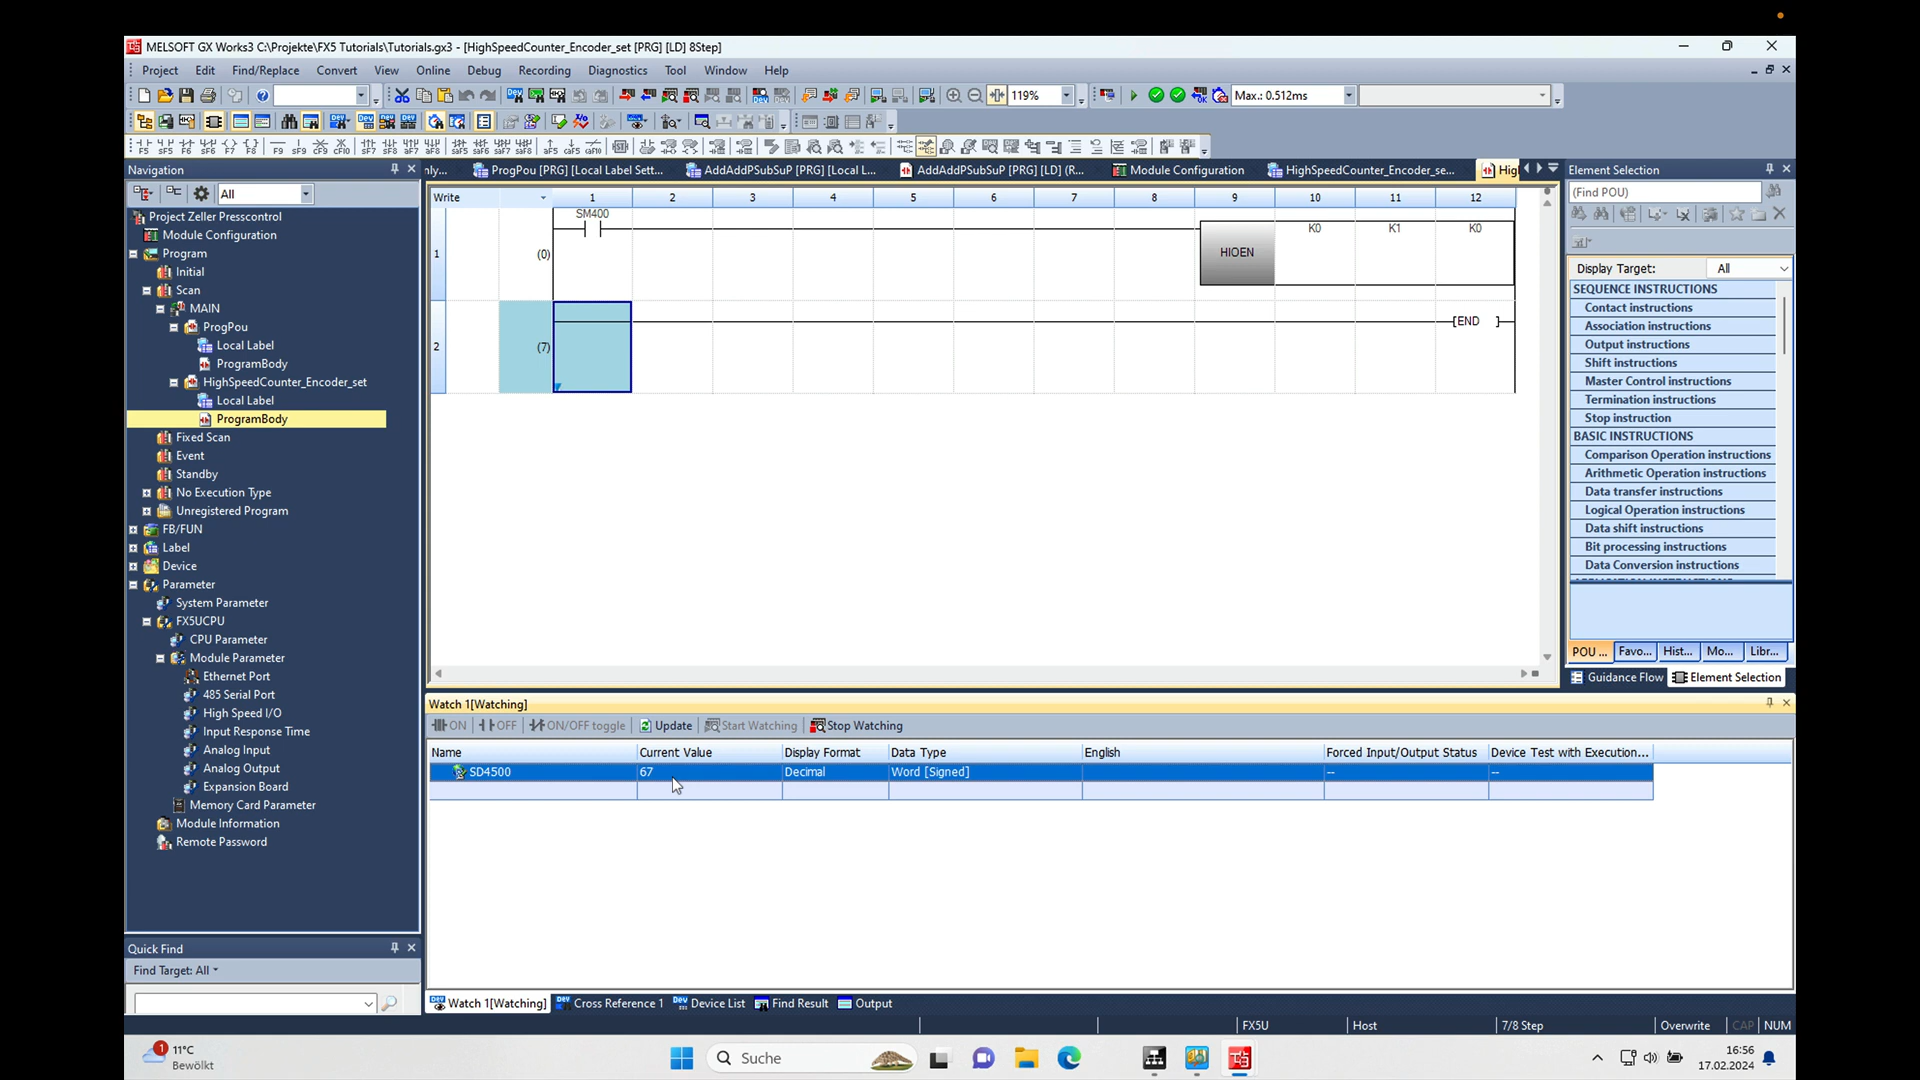 MELSOFT GX Works3 C:\Projekte\FX5 Tutorials\Tutorials.gx3 - [HighSpeedCounter_Encoder_set [PRG] [LD] 8Step]
Project Edit Find/Replace Convert View Online Debug Recording Diagnostics Tool Window Help
119% Max.: 0.512ms
Navigation
ProgPou [PRG] [Local Label Sett... AddAddPSubSuP [PRG] [Local L... AddAddPSubSuP [PRG] [LD] (R... Module Configuration HighSpeedCounter_Encoder_se... High
Element Selection
All
(Find POU)
Write 1 2 3 4 5 6 7 8 9 10 11 12
Project Zeller Presscontrol
Module Configuration
Program
Initial
Scan
MAIN
ProgPou
Local Label
ProgramBody
HighSpeedCounter_Encoder_set
Local Label
ProgramBody
Fixed Scan
Event
Standby
No Execution Type
Unregistered Program
FB/FUN
Label
Device
Parameter
System Parameter
FX5UCPU
CPU Parameter
Module Parameter
Ethernet Port
485 Serial Port
High Speed I/O
Input Response Time
Analog Input
Analog Output
Expansion Board
Memory Card Parameter
Module Information
Remote Password
Quick Find
Find Target: All
SM400
1 (0) HIOEN K0 K1 K0
2 (7) [END ]
Display Target: All
SEQUENCE INSTRUCTIONS
Contact instructions
Association instructions
Output instructions
Shift instructions
Master Control instructions
Termination instructions
Stop instruction
BASIC INSTRUCTIONS
Comparison Operation instructions
Arithmetic Operation instructions
Data transfer instructions
Logical Operation instructions
Data shift instructions
Bit processing instructions
Data Conversion instructions
POU ... Favo... Hist... Mo... Libr...
Guidance Flow Element Selection
Watch 1[Watching]
ON OFF ON/OFF toggle Update Start Watching Stop Watching
Name Current Value Display Format Data Type English Forced Input/Output Status Device Test with Execution...
SD4500 67 Decimal Word [Signed] -- --
Watch 1[Watching] Cross Reference 1 Device List Find Result Output
FX5U Host 7/8 Step Overwrite CAP NUM
1
11°C
Bewölkt
Suche
16:56
17.02.2024